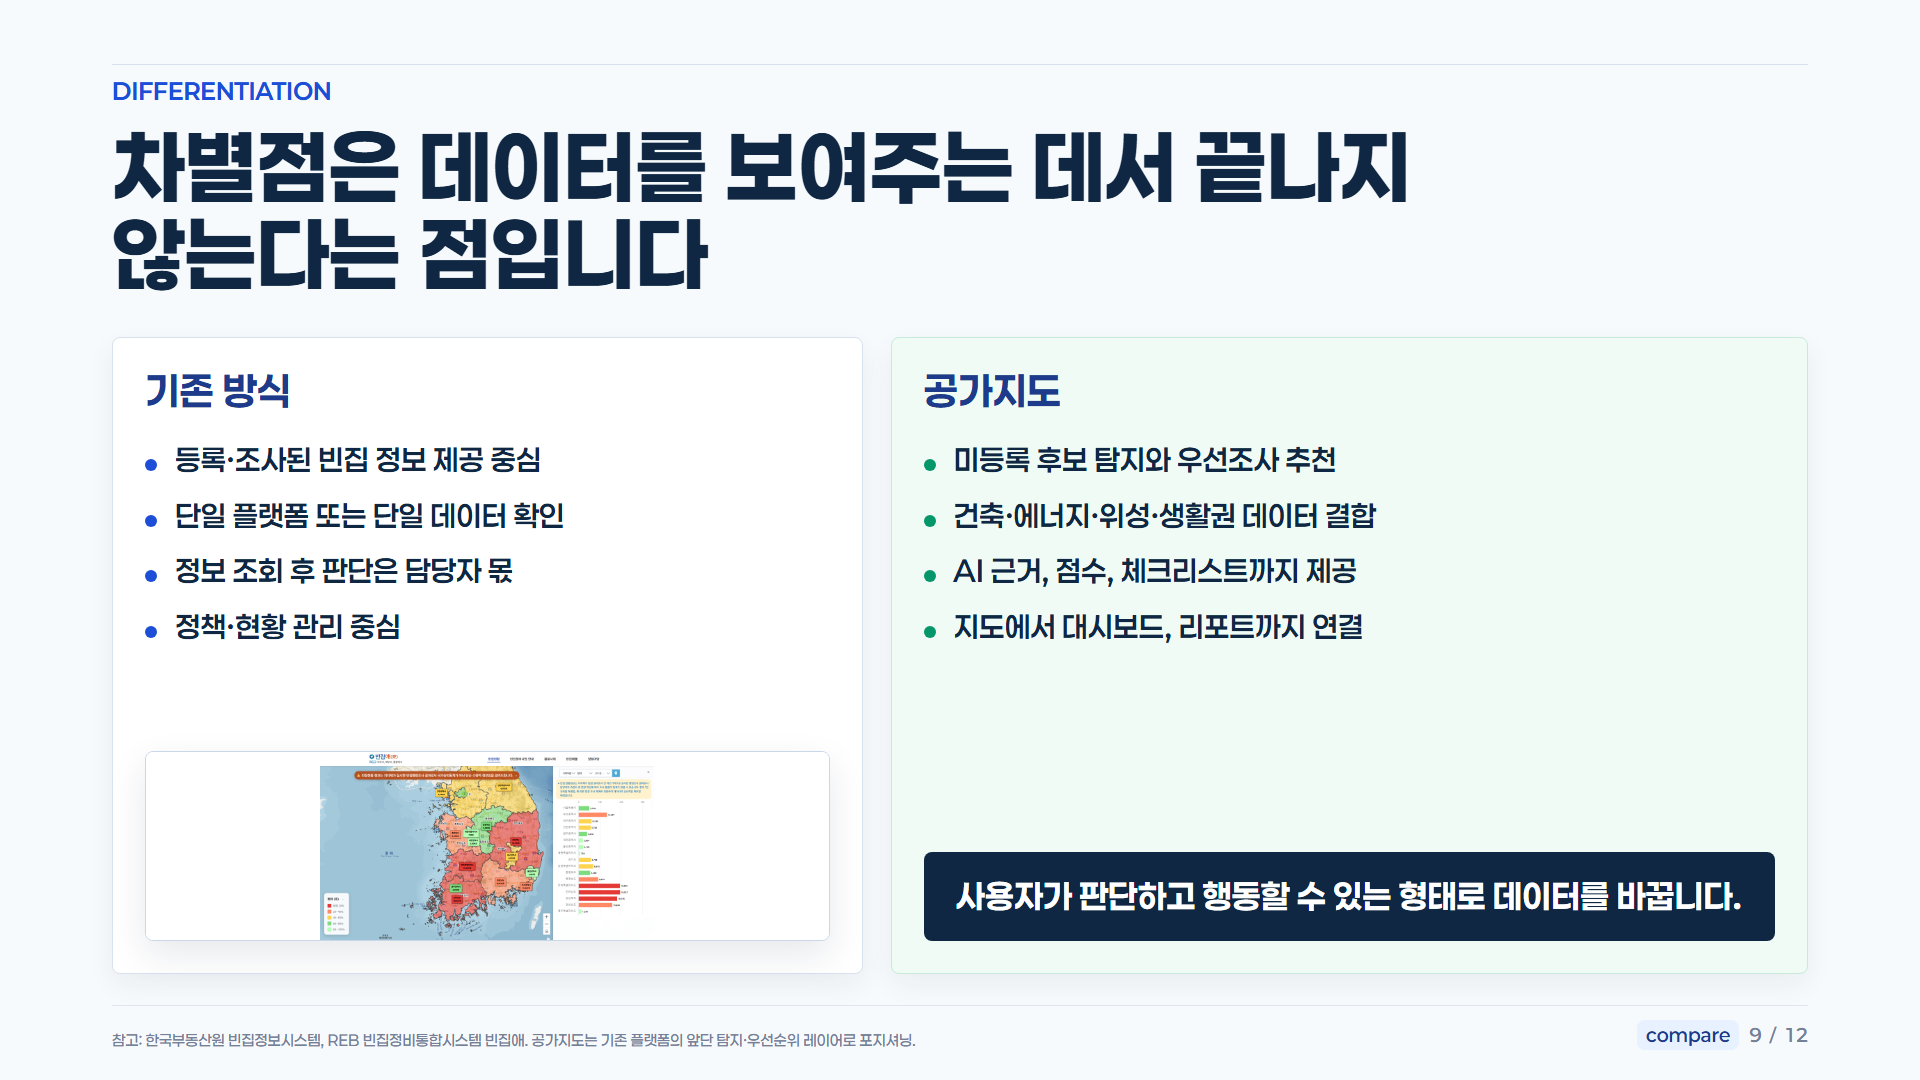 DIFFERENTIATION
차별점은 데이터를 보여주는 데서 끝나지
않는다는 점입니다
기존 방식
등록·조사된 빈집 정보 제공 중심
단일 플랫폼 또는 단일 데이터 확인
정보 조회 후 판단은 담당자 몫
정책·현황 관리 중심
공가지도
미등록 후보 탐지와 우선조사 추천
건축·에너지·위성·생활권 데이터 결합
AI 근거, 점수, 체크리스트까지 제공
지도에서 대시보드, 리포트까지 연결
사용자가 판단하고 행동할 수 있는 형태로 데이터를 바꿉니다.
참고: 한국부동산원 빈집정보시스템, REB 빈집정비통합시스템 빈집애. 공가지도는 기존 플랫폼의 앞단 탐지·우선순위 레이어로 포지셔닝.
compare 9 / 12